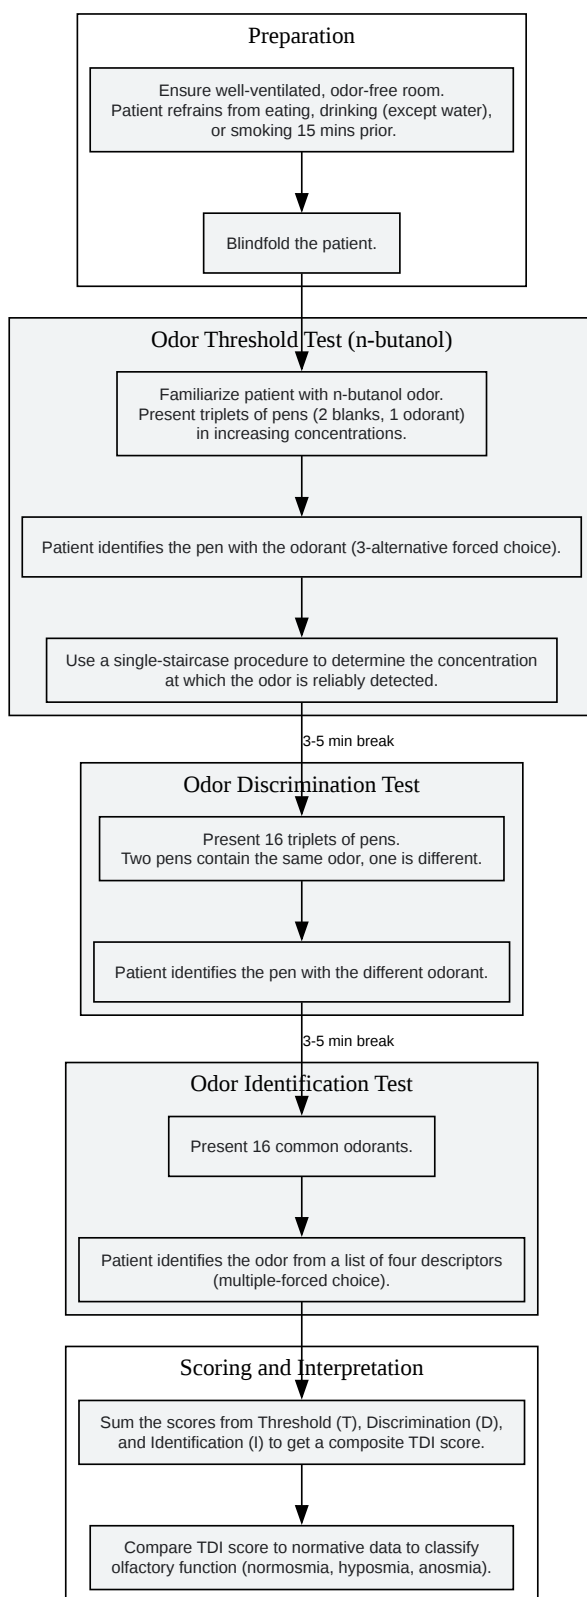 Preparation
Ensure well-ventilated, odor-free room.
Patient refrains from eating, drinking (except water),
or smoking 15 mins prior.
Blindfold the patient.
Odor Threshold Test (n-butanol)
Familiarize patient with n-butanol odor.
Present triplets of pens (2 blanks, 1 odorant)
in increasing concentrations.
Patient identifies the pen with the odorant (3-alternative forced choice).
Use a single-staircase procedure to determine the concentration
at which the odor is reliably detected.
3-5 min break
Odor Discrimination Test
Present 16 triplets of pens.
Two pens contain the same odor, one is different.
Patient identifies the pen with the different odorant.
3-5 min break
Odor Identification Test
Present 16 common odorants.
Patient identifies the odor from a list of four descriptors
(multiple-forced choice).
Scoring and Interpretation
Sum the scores from Threshold (T), Discrimination (D),
and Identification (I) to get a composite TDI score.
Compare TDI score to normative data to classify
olfactory function (normosmia, hyposmia, anosmia).